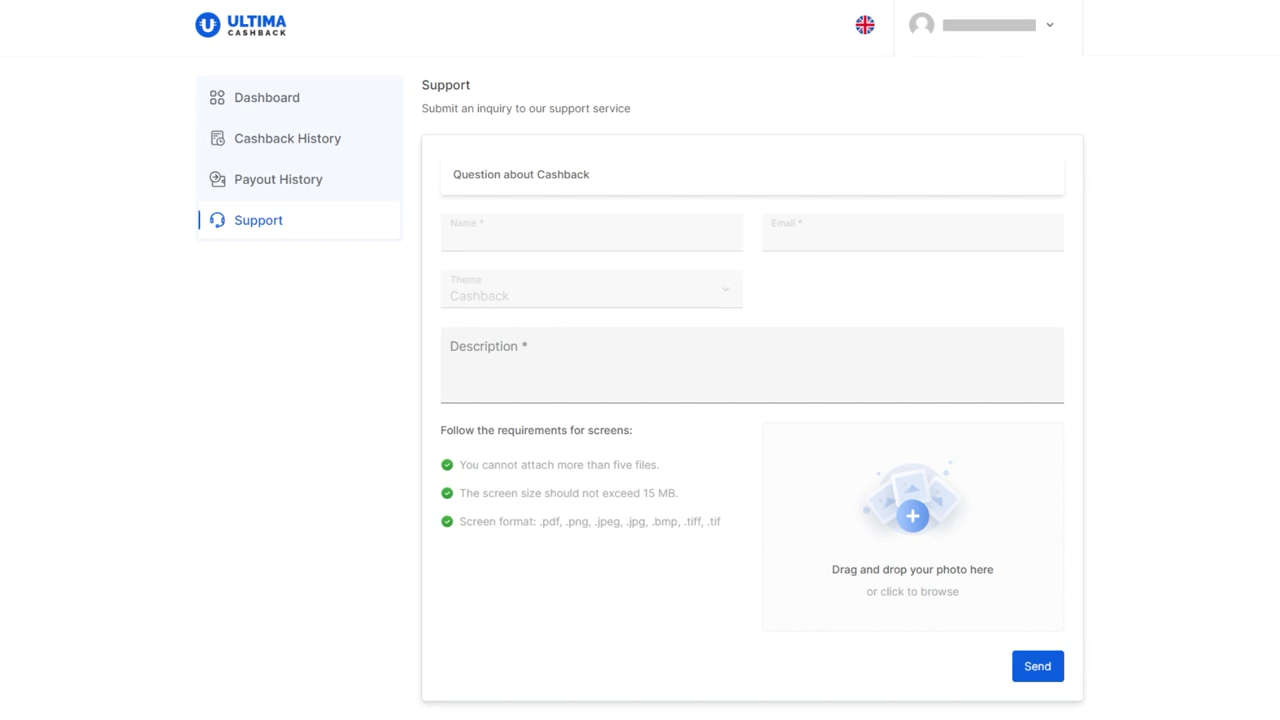 ULTIMA
CASHBACK
Dashboard
Cashback History
Payout History
Support
Support
Submit an inquiry to our support service
Question about Cashback
Name *
Email *
Theme
Cashback
Description *
Follow the requirements for screens:
You cannot attach more than five files.
The screen size should not exceed 15 MB.
Screen format: .pdf, .png, .jpeg, .jpg, .bmp, .tiff, .tif
Drag and drop your photo here
or click to browse
Send